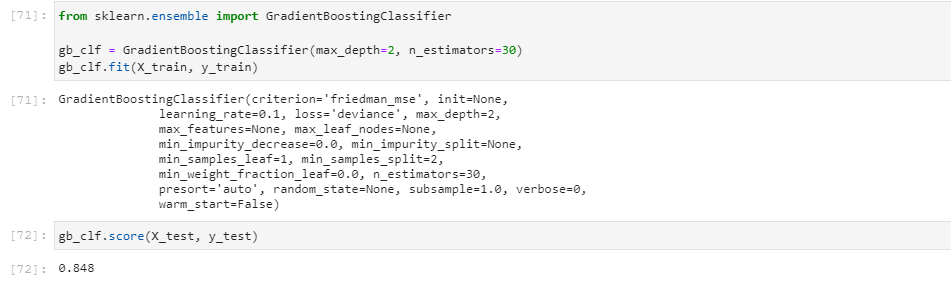 [71]: from sklearn.ensemble import GradientBoostingClassifier
gb_clf = GradientBoostingClassifier(max_depth=2, n_estimators=30)
gb_clf.fit(X_train, y_train)
[71]: GradientBoostingClassifier(criterion='friedman_mse', init=None,
learning_rate=0.1, loss='deviance', max_depth=2,
max_features=None, max_leaf_nodes=None,
min_impurity_decrease=0.0, min_impurity_split=None,
min_samples_leaf=1, min_samples_split=2,
min_weight_fraction_leaf=0.0, n_estimators=30,
presort='auto', random_state=None, subsample=1.0, verbose=0,
warm_start=False)
[72]: gb_clf.score(X_test, y_test)
[72]: 0.848